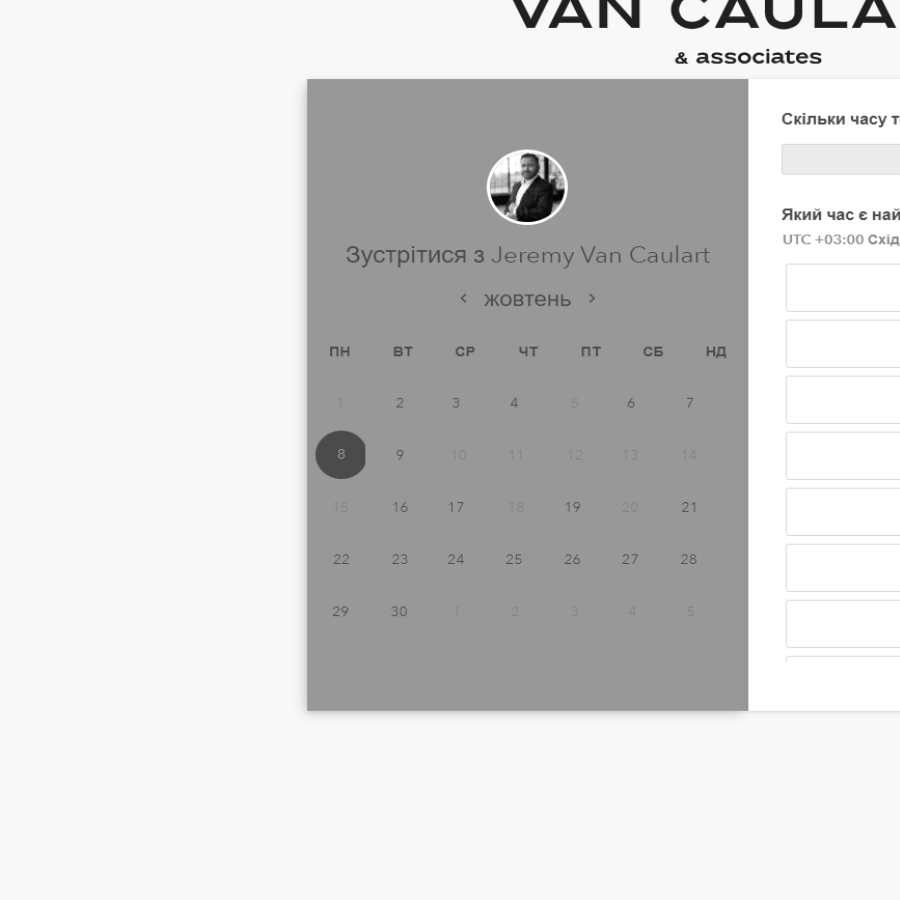 VAN CAULA
& associates
Зустрітися з Jeremy Van Caulart
жовтень
ПН ВТ СР ЧТ ПТ СБ НД
1 2 3 4 5 6 7
8 9 10 11 12 13 14
15 16 17 18 19 20 21
22 23 24 25 26 27 28
29 30 1 2 3 4 5
Скільки часу т
Який час є най
UTC +03:00 Схід